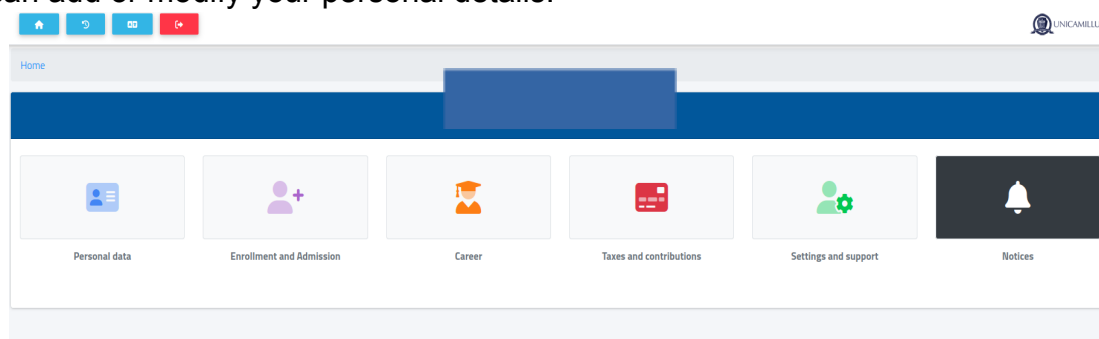 can add or modify your personal details.
UNICAMILLU
Home
Personal data
Enrollment and Admission
Career
Taxes and contributions
Settings and support
Notices